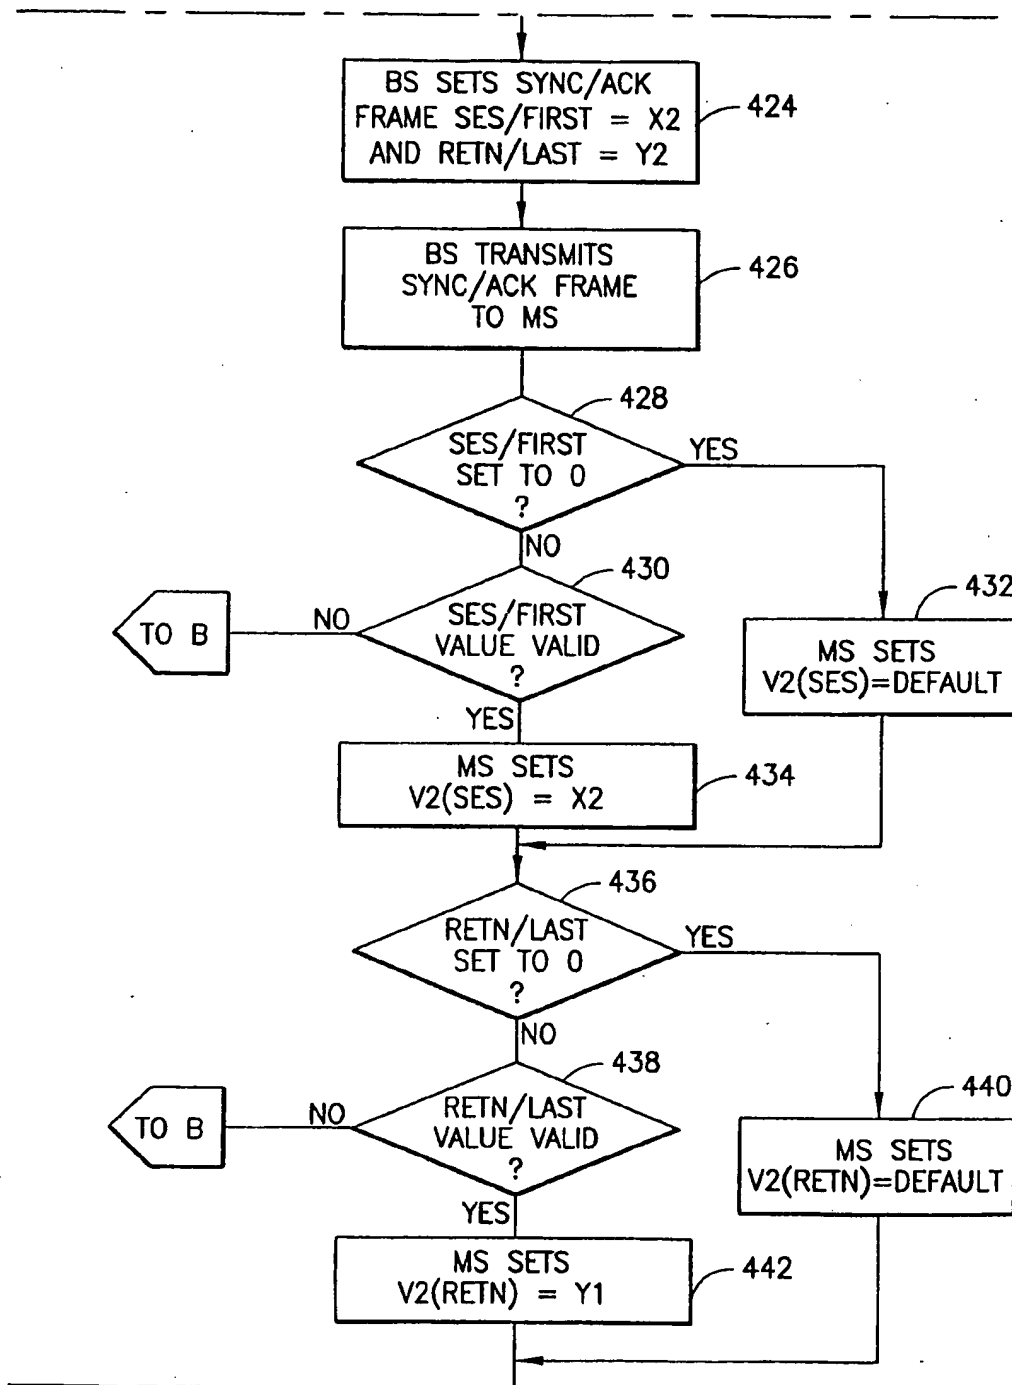 BS SETS SYNC/ACK
FRAME SES/FIRST = X2
AND RETN/LAST = Y2
424
BS TRANSMITS
SYNC/ACK FRAME
TO MS
426
428
SES/FIRST
SET TO 0
?
YES
NO
430
SES/FIRST
VALUE VALID
?
NO
TO B
432
MS SETS
V2(SES)=DEFAULT
YES
MS SETS
V2(SES) = X2
434
436
RETN/LAST
SET TO 0
?
YES
NO
438
RETN/LAST
VALUE VALID
?
NO
TO B
440
MS SETS
V2(RETN)=DEFAULT
YES
MS SETS
V2(RETN) = Y1
442